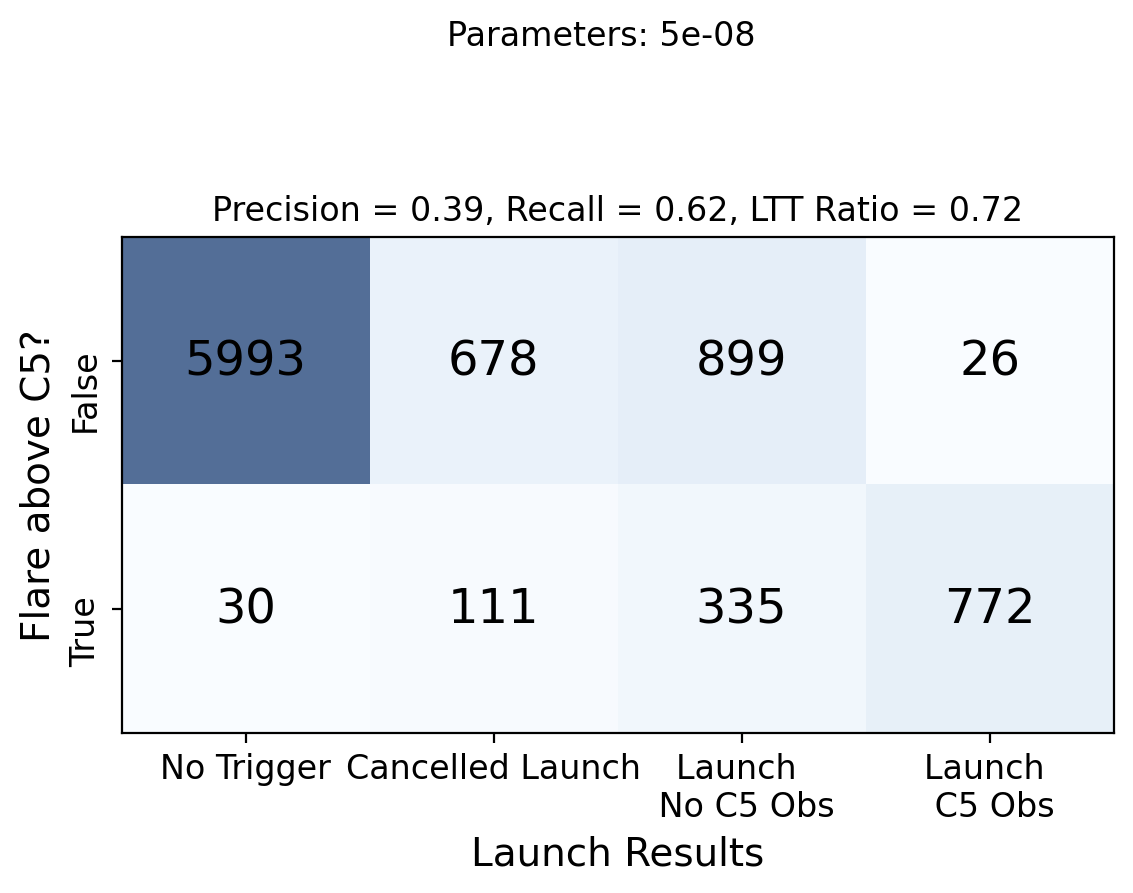 Parameters: 5e-08
Precision = 0.39, Recall = 0.62, LTT Ratio = 0.72
Flare above C5?
False
5993 678 899 26
True
30 111 335 772
No Trigger Cancelled Launch Launch Launch
No C5 Obs C5 Obs
Launch Results